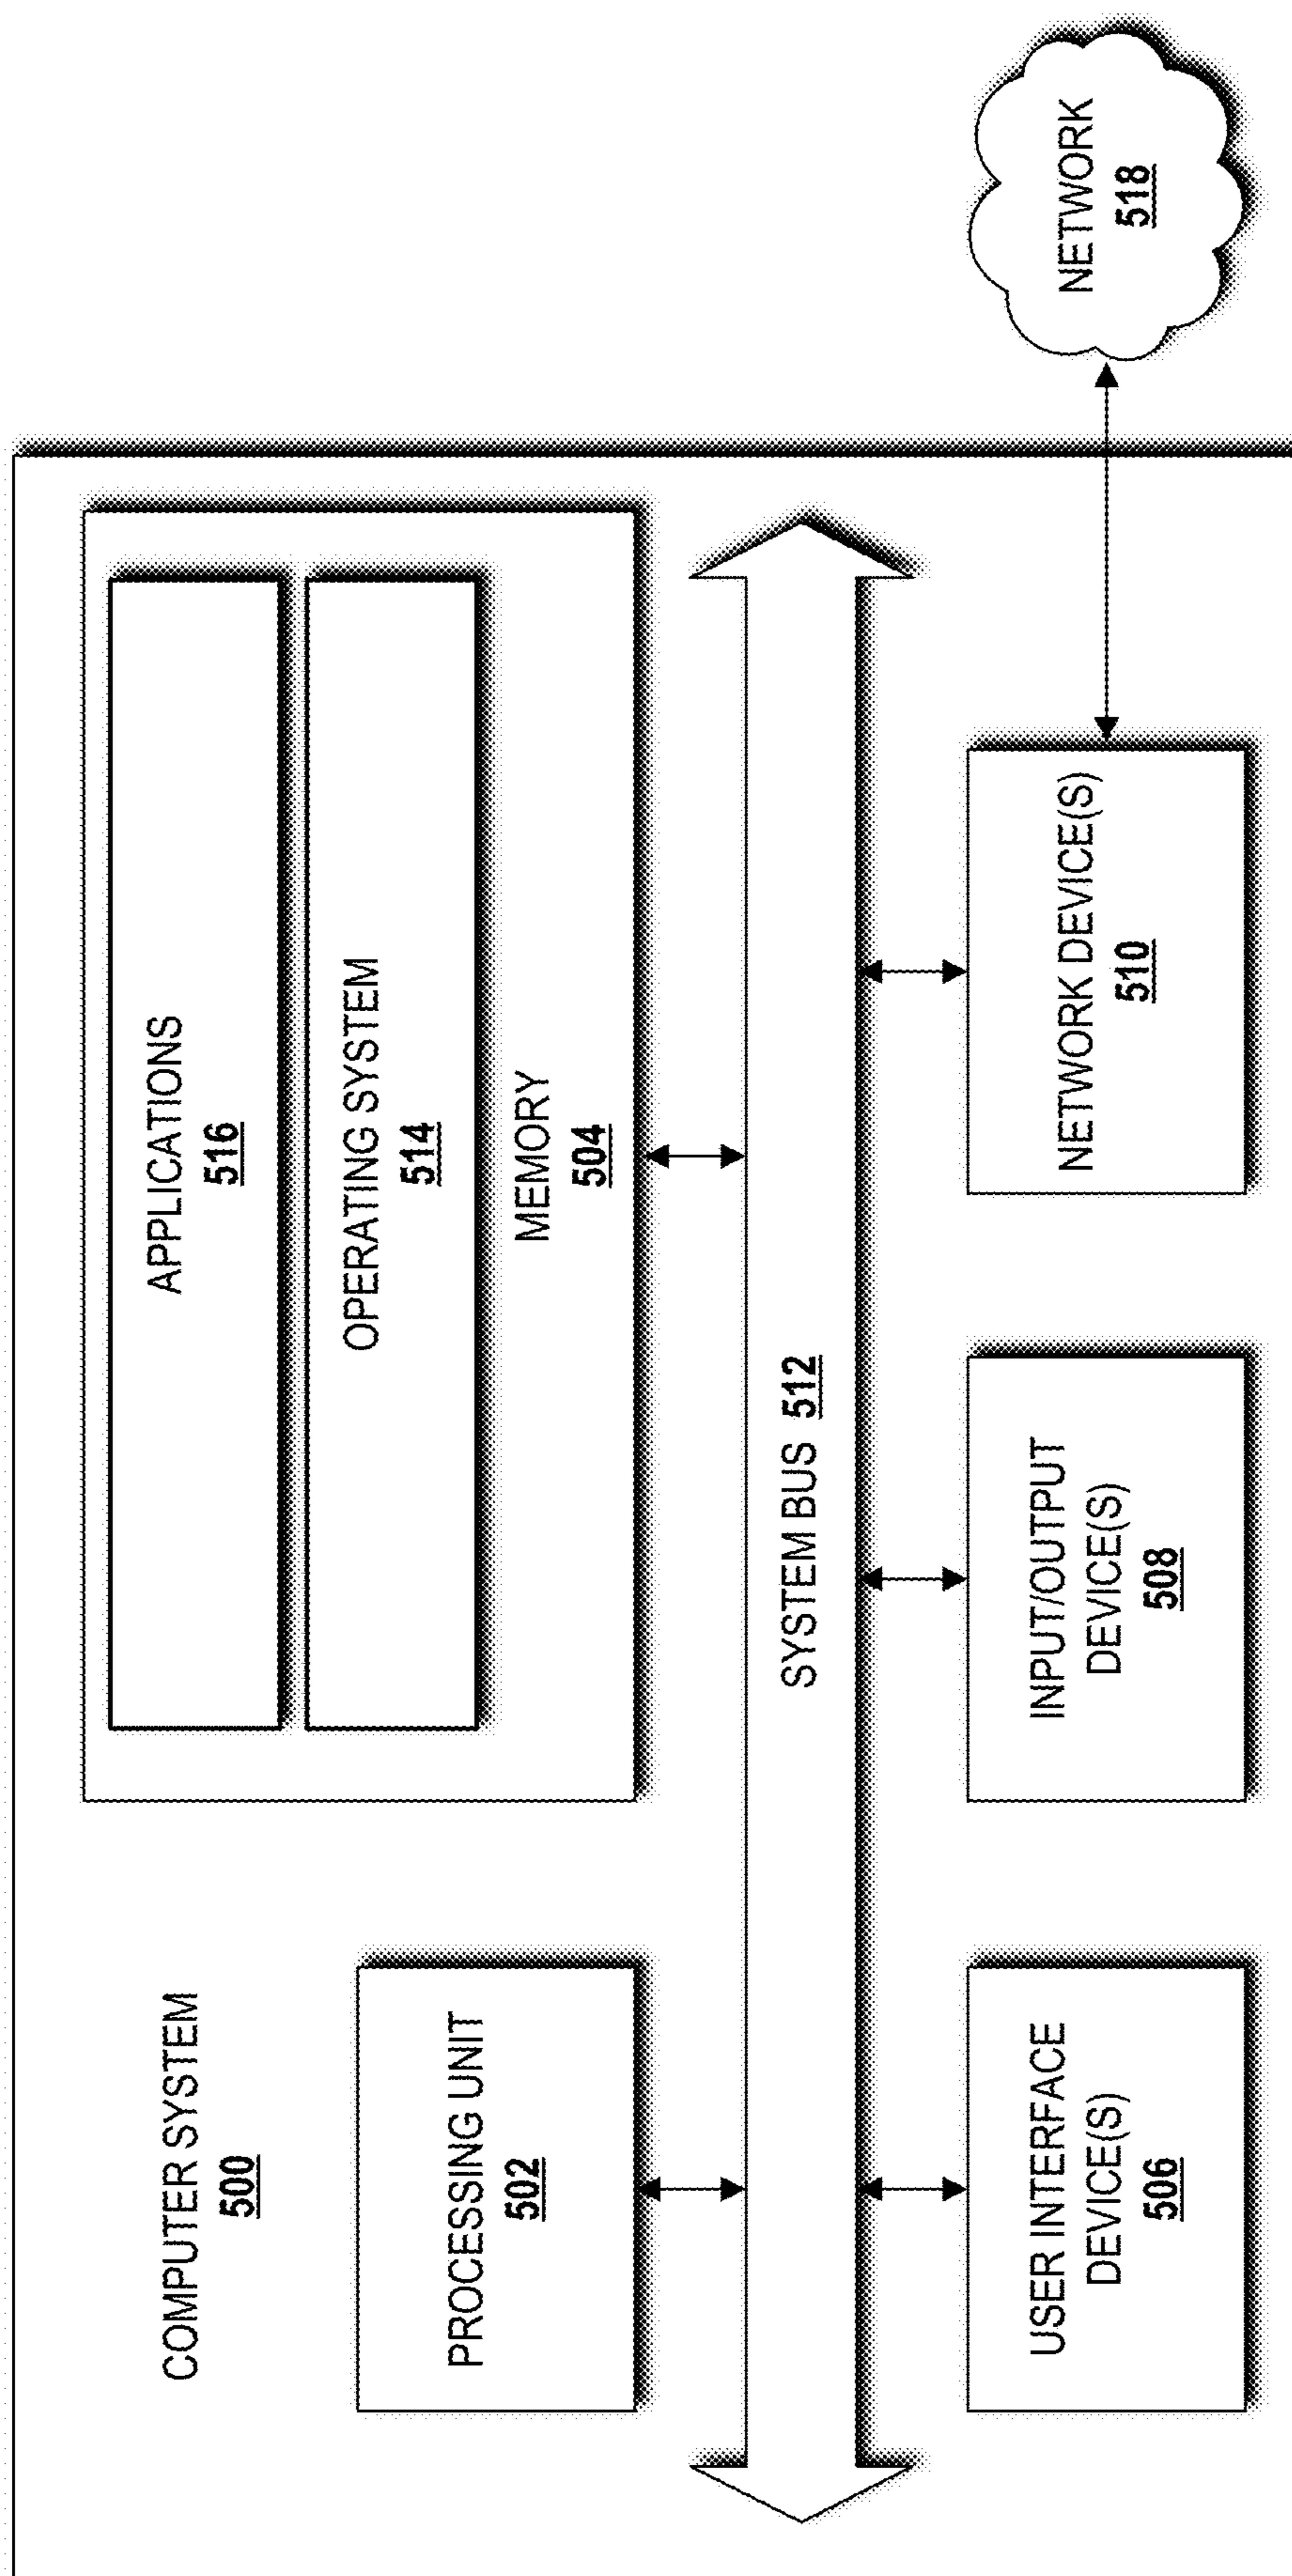 COMPUTER SYSTEM
500
APPLICATIONS
516
OPERATING SYSTEM
514
MEMORY
504
PROCESSING UNIT
502
SYSTEM BUS 512
USER INTERFACE
DEVICE(S)
506
INPUT/OUTPUT
DEVICE(S)
508
NETWORK DEVICE(S)
510
NETWORK
518